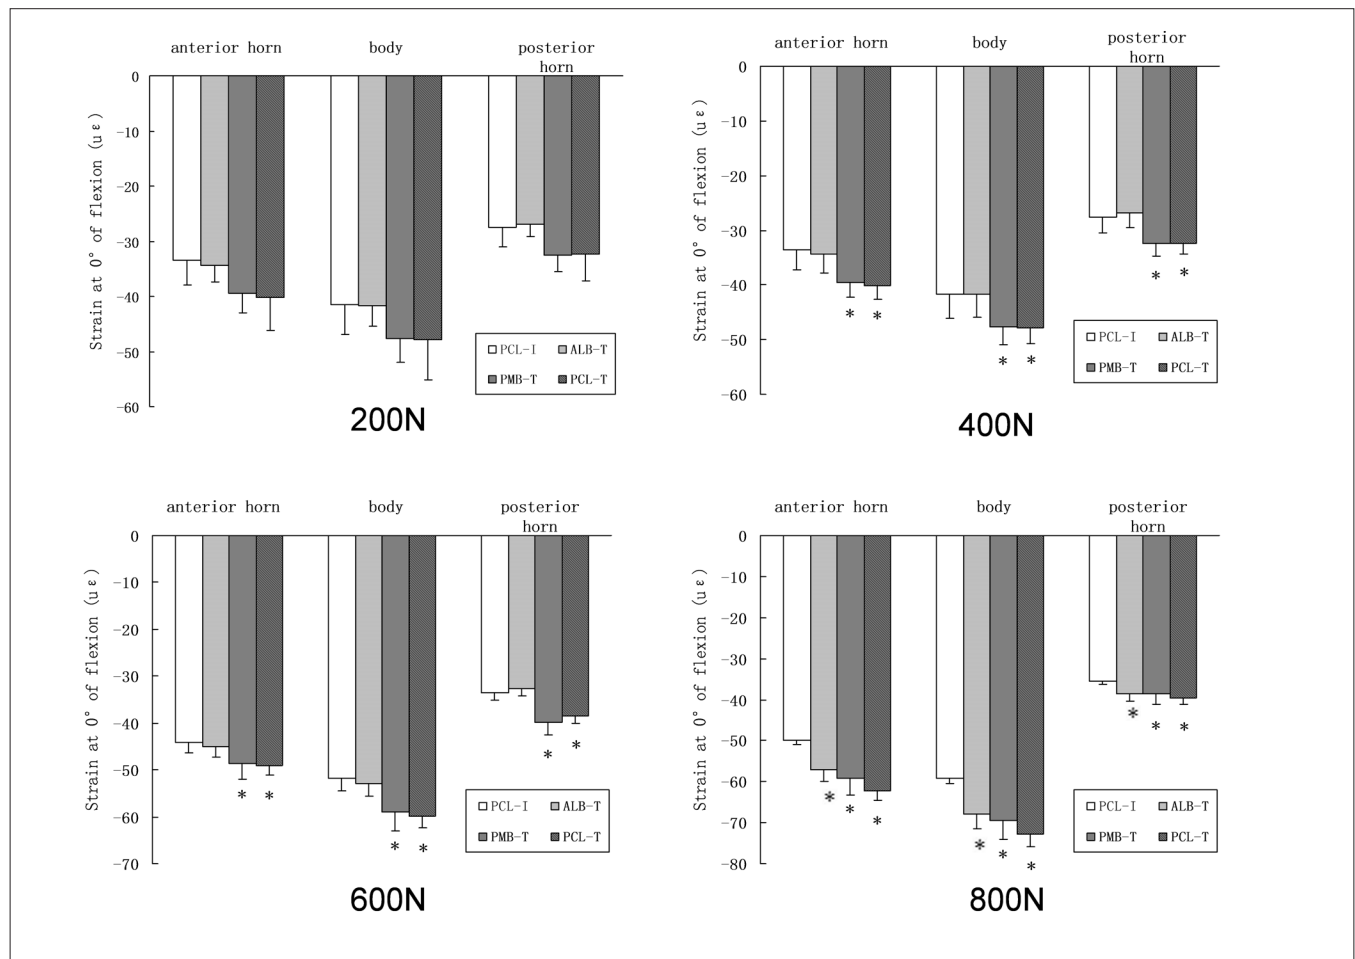 anterior horn
body
posterior
horn
Strain at 0° of flexion (uε)
0
-10
-20
-30
-40
-50
-60
PCL-I
ALB-T
PMB-T
PCL-T
200N
anterior horn
body
posterior
horn
Strain at 0° of flexion (uε)
0
-10
-20
-30
-40
-50
-60
* * * * * *
PCL-I
ALB-T
PMB-T
PCL-T
400N
anterior horn
body
posterior
horn
Strain at 0° of flexion (uε)
0
-10
-20
-30
-40
-50
-60
-70
* * * * * *
PCL-I
ALB-T
PMB-T
PCL-T
600N
anterior horn
body
posterior
horn
Strain at 0° of flexion (uε)
0
-10
-20
-30
-40
-50
-60
-70
-80
* * * * * * * * *
PCL-I
ALB-T
PMB-T
PCL-T
800N